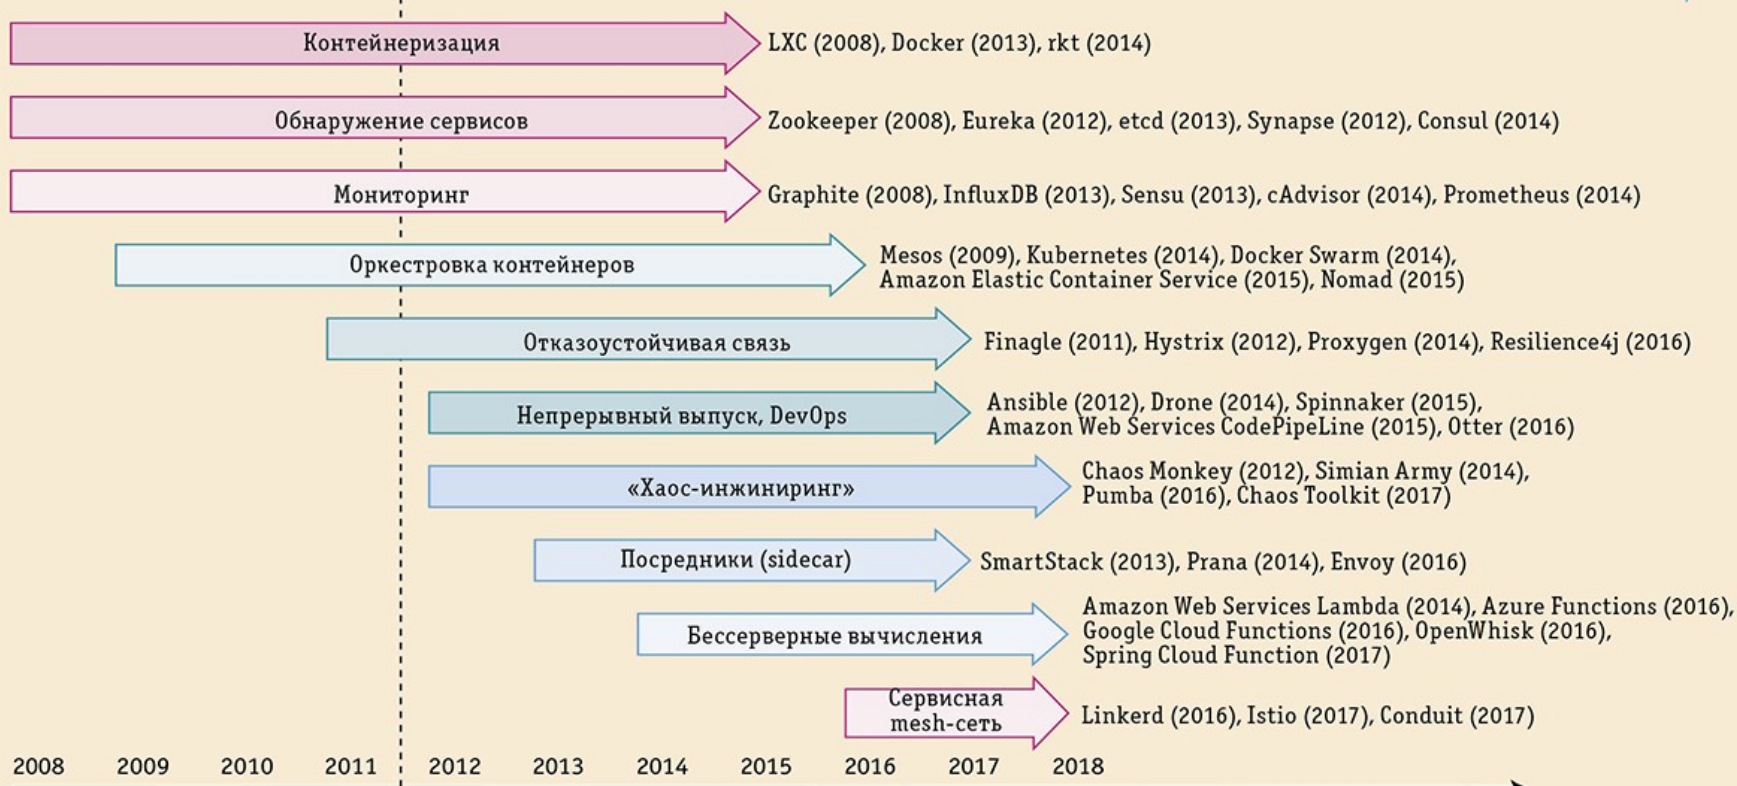 Контейнеризация
LXC (2008), Docker (2013), rkt (2014)
Обнаружение сервисов
Zookeeper (2008), Eureka (2012), etcd (2013), Synapse (2012), Consul (2014)
Мониторинг
Graphite (2008), InfluxDB (2013), Sensu (2013), cAdvisor (2014), Prometheus (2014)
Оркестровка контейнеров
Mesos (2009), Kubernetes (2014), Docker Swarm (2014),
Amazon Elastic Container Service (2015), Nomad (2015)
Отказоустойчивая связь
Finagle (2011), Hystrix (2012), Proxygen (2014), Resilience4j (2016)
Непрерывный выпуск, DevOps
Ansible (2012), Drone (2014), Spinnaker (2015),
Amazon Web Services CodePipeLine (2015), Otter (2016)
«Хаос-инжиниринг»
Chaos Monkey (2012), Simian Army (2014),
Pumba (2016), Chaos Toolkit (2017)
Посредники (sidecar)
SmartStack (2013), Prana (2014), Envoy (2016)
Бессерверные вычисления
Amazon Web Services Lambda (2014), Azure Functions (2016),
Google Cloud Functions (2016), OpenWhisk (2016),
Spring Cloud Function (2017)
Сервисная
mesh-сеть
Linkerd (2016), Istio (2017), Conduit (2017)
2008 2009 2010 2011 2012 2013 2014 2015 2016 2017 2018